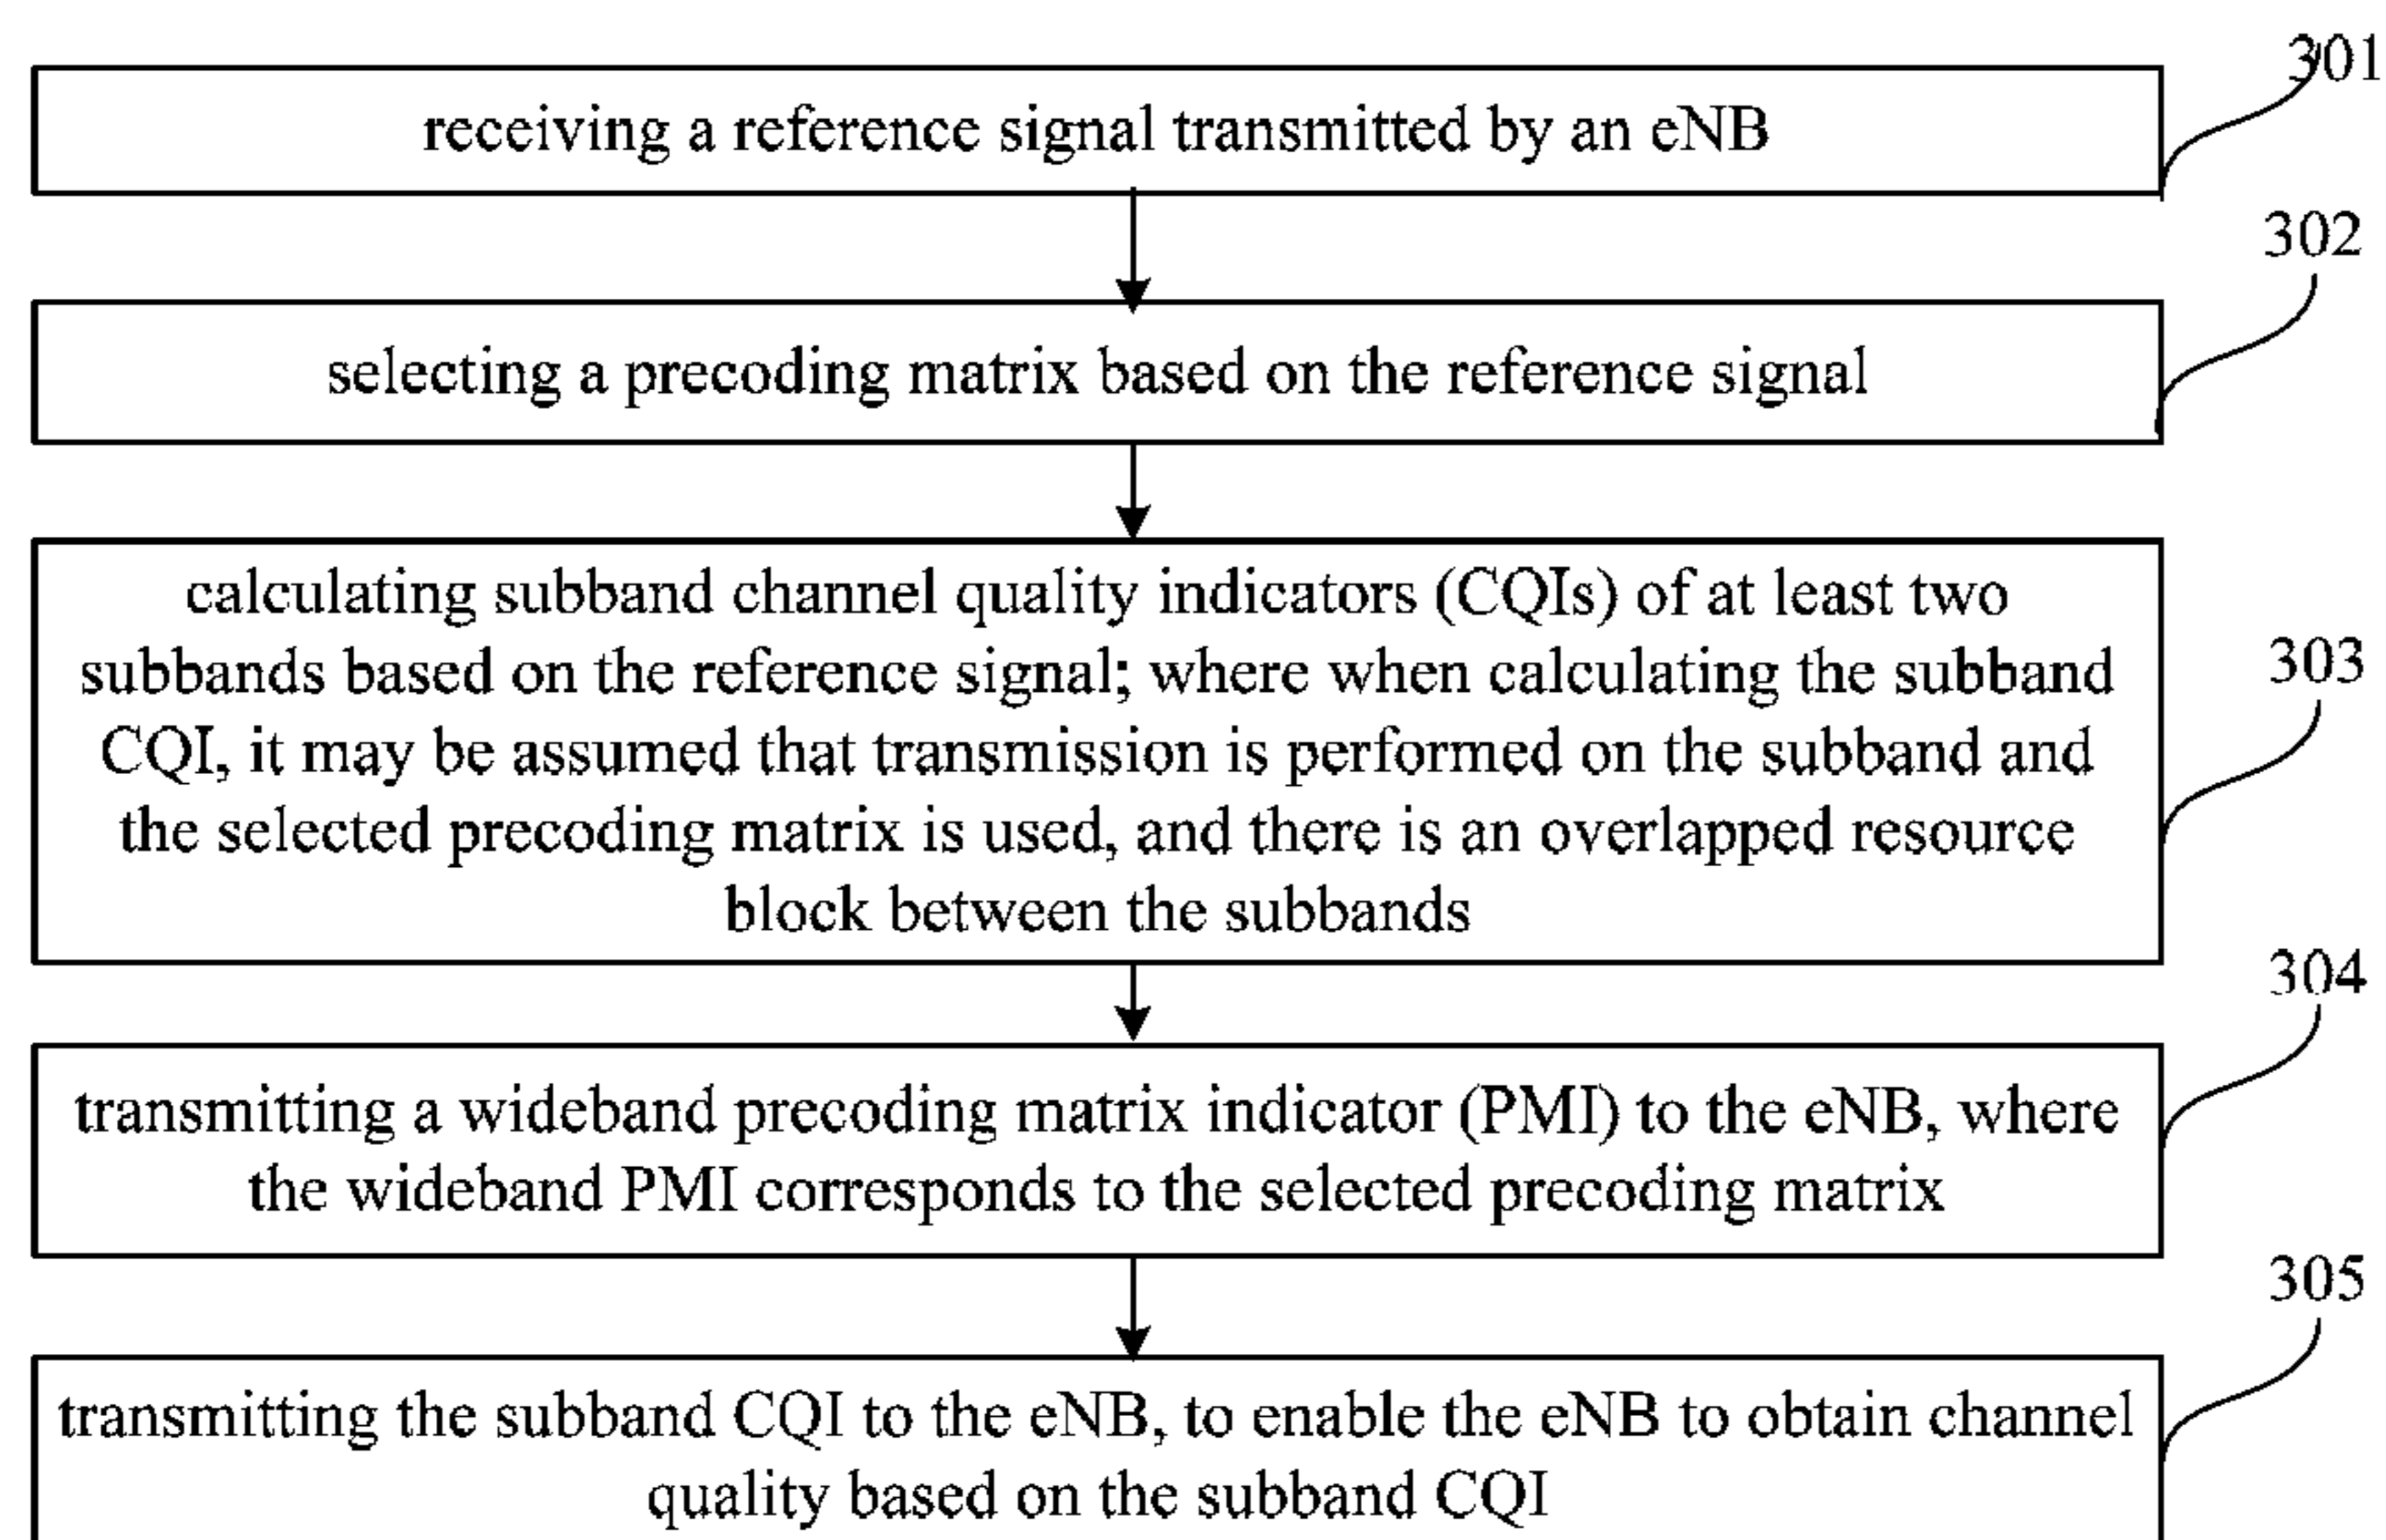 301
receiving a reference signal transmitted by an eNB
302
selecting a precoding matrix based on the reference signal
calculating subband channel quality indicators (CQIs) of at least two
subbands based on the reference signal; where when calculating the subband
CQI, it may be assumed that transmission is performed on the subband and
the selected precoding matrix is used, and there is an overlapped resource
block between the subbands
303
304
transmitting a wideband precoding matrix indicator (PMI) to the eNB, where
the wideband PMI corresponds to the selected precoding matrix
305
transmitting the subband CQI to the eNB, to enable the eNB to obtain channel
quality based on the subband CQI